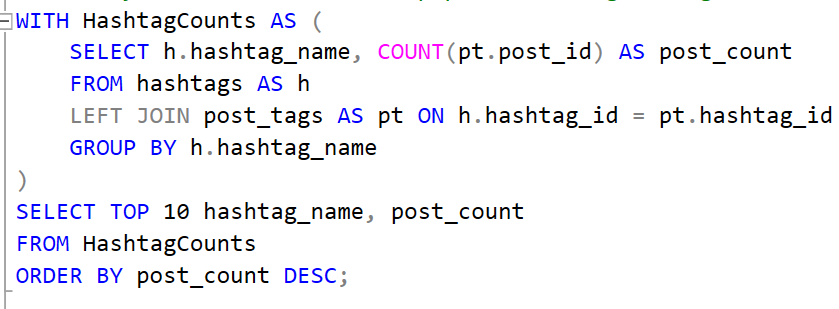 WITH HashtagCounts AS (
    SELECT h.hashtag_name, COUNT(pt.post_id) AS post_count
    FROM hashtags AS h
    LEFT JOIN post_tags AS pt ON h.hashtag_id = pt.hashtag_id
    GROUP BY h.hashtag_name
)
SELECT TOP 10 hashtag_name, post_count
FROM HashtagCounts
ORDER BY post_count DESC;